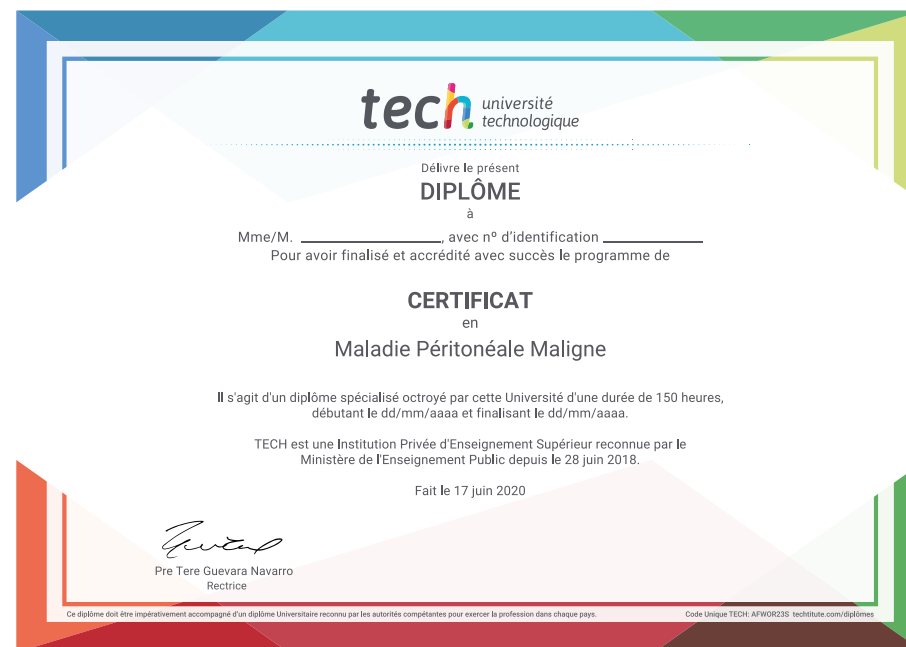 tech université
technologique
Délivre le présent
DIPLÔME
à
Mme/M. ____________, avec nº d'identification ____________
Pour avoir finalisé et accrédité avec succès le programme de
CERTIFICAT
en
Maladie Péritonéale Maligne
Il s'agit d'un diplôme spécialisé octroyé par cette Université d'une durée de 150 heures,
débutant le dd/mm/aaaa et finalisant le dd/mm/aaaa.
TECH est une Institution Privée d'Enseignement Supérieur reconnue par le
Ministère de l'Enseignement Public depuis le 28 juin 2018.
Fait le 17 juin 2020
Pre Tere Guevara Navarro
Rectrice
Ce diplôme doit être impérativement accompagné d'un diplôme Universitaire reconnu par les autorités compétantes pour exercer la profession dans chaque pays.
Code Unique TECH: AFWOR23S techtitute.com/diplômes